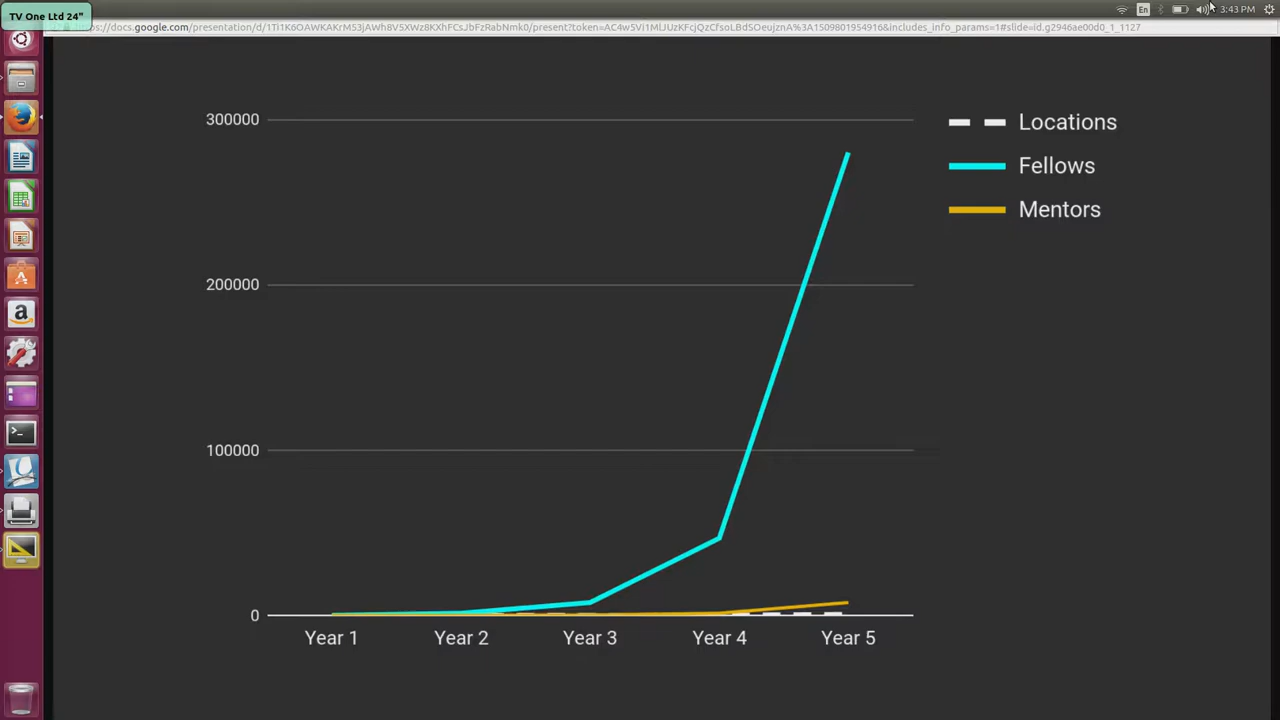 TV One Ltd 24"
En
3:43 PM
300000
200000
100000
0
Year 1
Year 2
Year 3
Year 4
Year 5
Locations
Fellows
Mentors